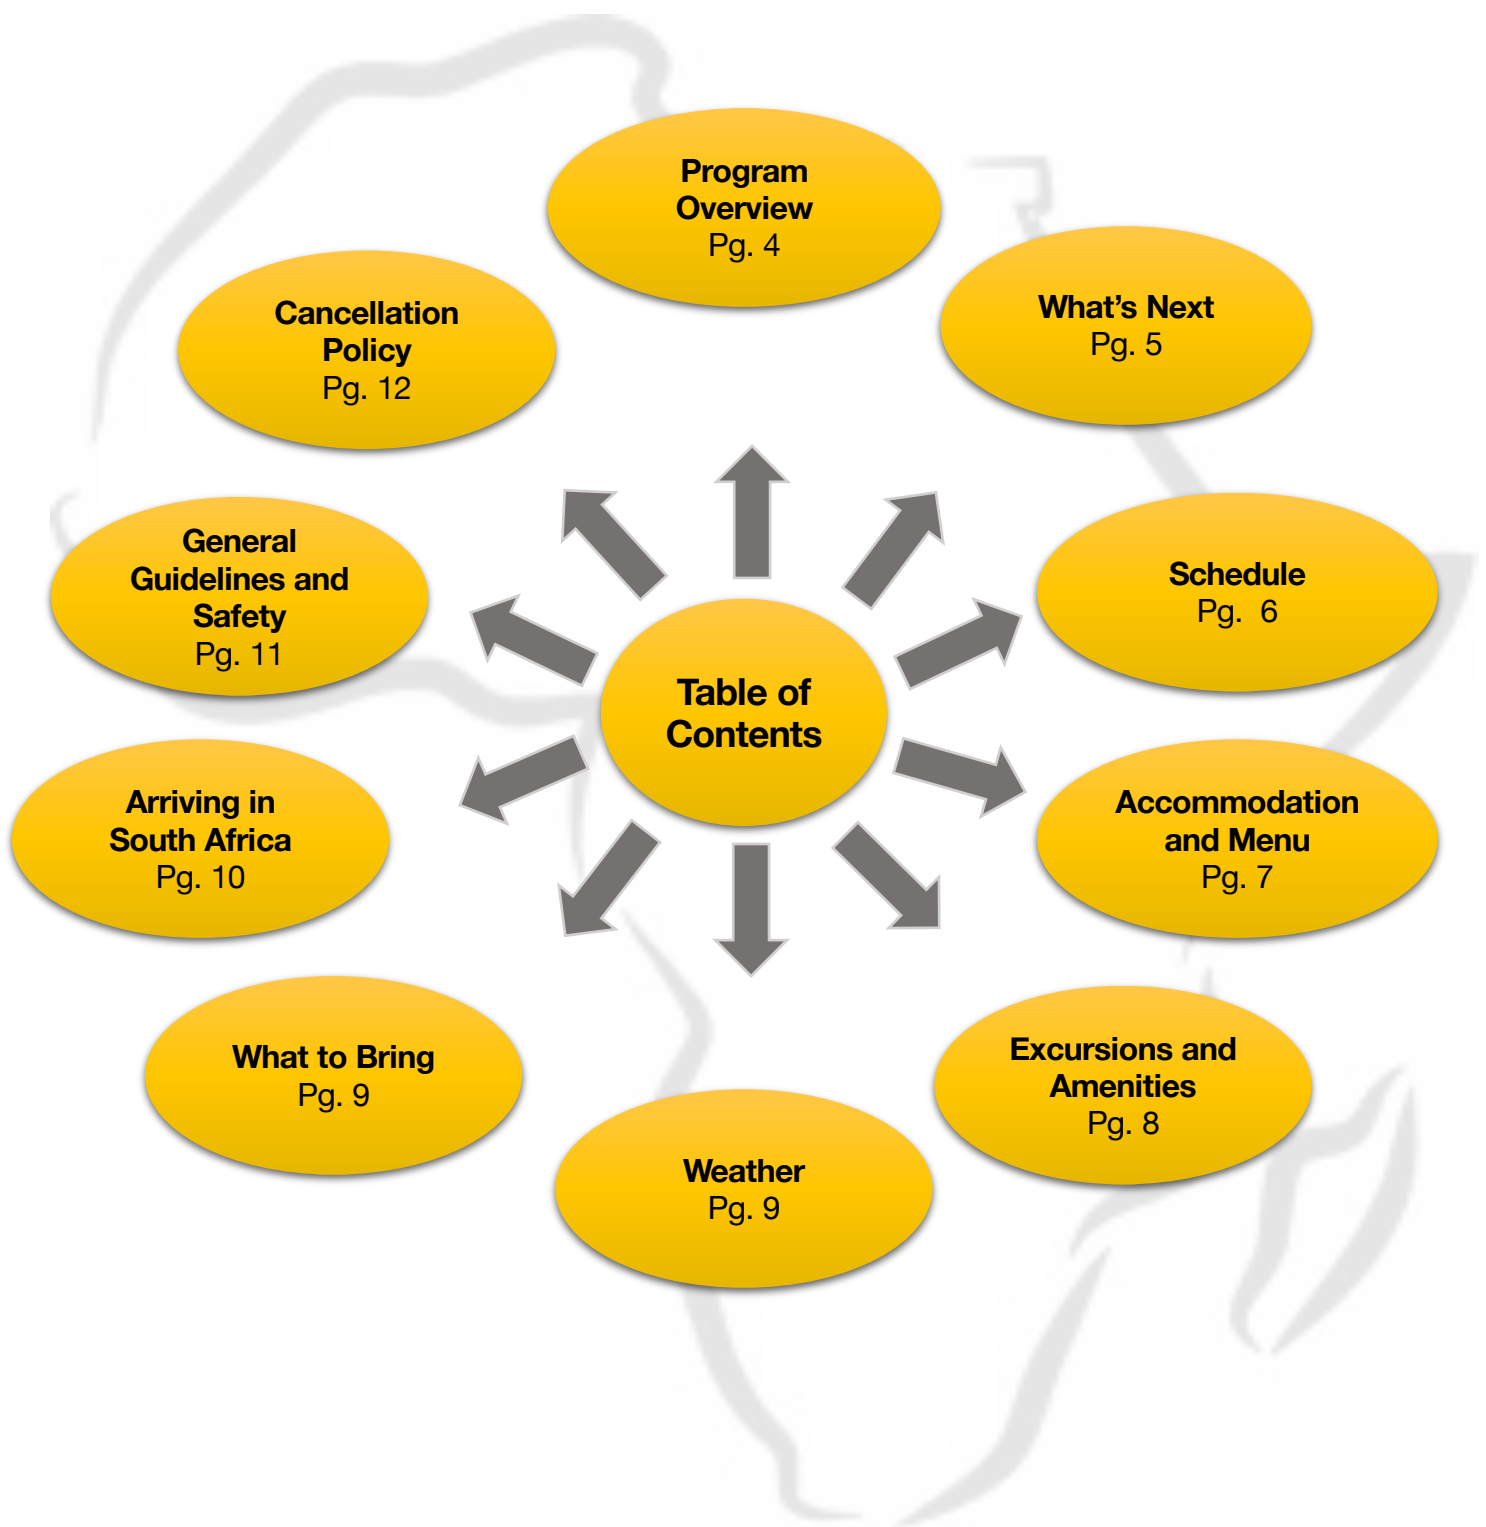 Program
Overview
Pg. 4
What's Next
Pg. 5
Schedule
Pg.  6
Accommodation
and Menu
Pg. 7
Excursions and
Amenities
Pg. 8
Weather
Pg. 9
What to Bring
Pg. 9
Arriving in
South Africa
Pg. 10
General
Guidelines and
Safety
Pg. 11
Cancellation
Policy
Pg. 12
Table of
Contents